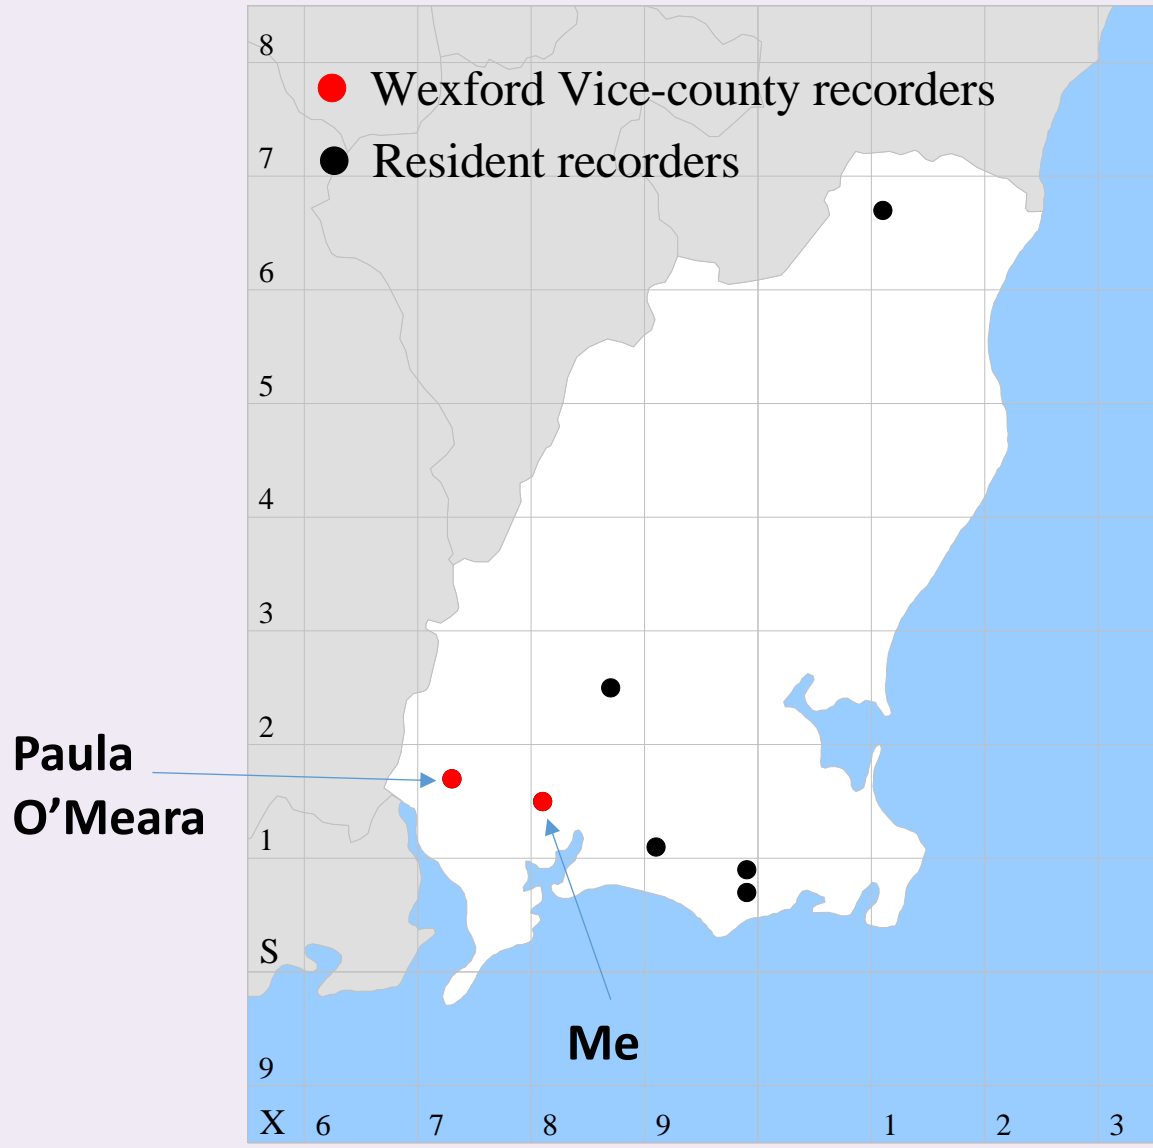 8
Wexford Vice-county recorders
7
Resident recorders
6
5
4
3
2
Paula
O’Meara
1
S
Me
9
X 6 7 8 9 1 2 3